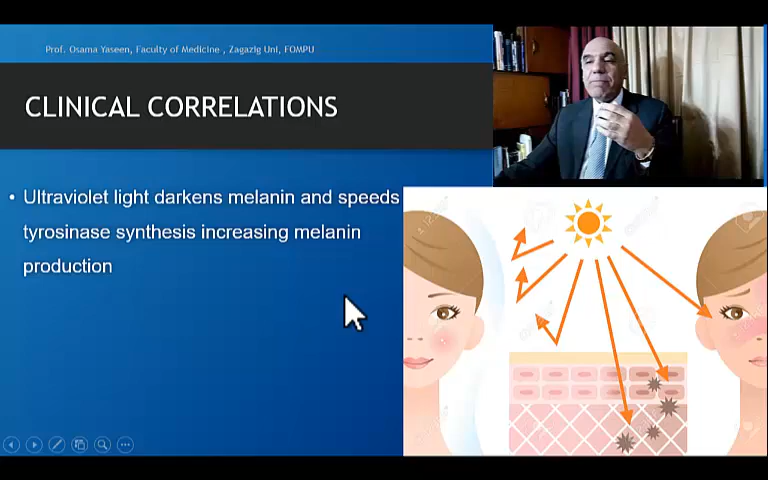 Prof. Osama Yaseen, Faculty of Medicine , Zagazig Uni, FOMPU
CLINICAL CORRELATIONS
• Ultraviolet light darkens melanin and speeds
tyrosinase synthesis increasing melanin
production